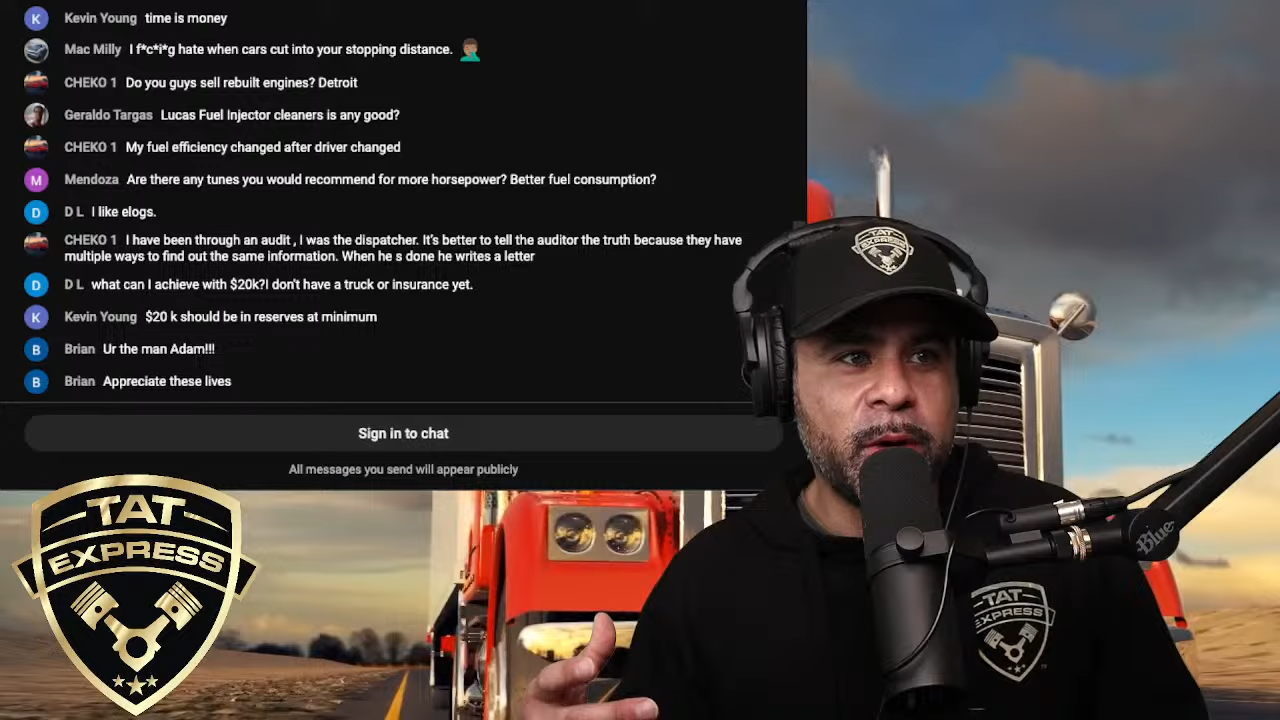 K Kevin Young time is money
Mac Milly I f*c*i*g hate when cars cut into your stopping distance.
CHEKO 1 Do you guys sell rebuilt engines? Detroit
Geraldo Targas Lucas Fuel Injector cleaners is any good?
CHEKO 1 My fuel efficiency changed after driver changed
M Mendoza Are there any tunes you would recommend for more horsepower? Better fuel consumption?
D D L I like elogs.
CHEKO 1 I have been through an audit , I was the dispatcher. It's better to tell the auditor the truth because they have
multiple ways to find out the same information. When he s done he writes a letter
D D L what can I achieve with $20k?I don't have a truck or insurance yet.
K Kevin Young $20 k should be in reserves at minimum
B Brian Ur the man Adam!!!
B Brian Appreciate these lives
Sign in to chat
All messages you send will appear publicly
TAT
EXPRESS
TAT
EXPRESS
Blue
TAT
EXPRESS